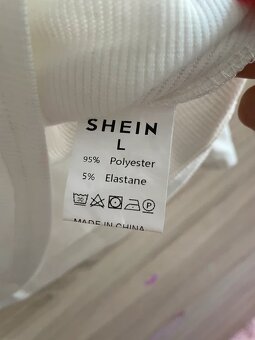 SHEIN
L
95% Polyester
5% Elastane
MADE IN CHINA